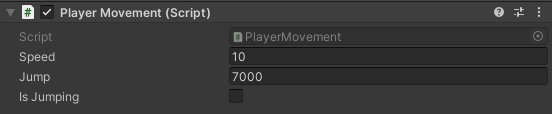 Player Movement (Script)
Script PlayerMovement
Speed 10
Jump 7000
Is Jumping